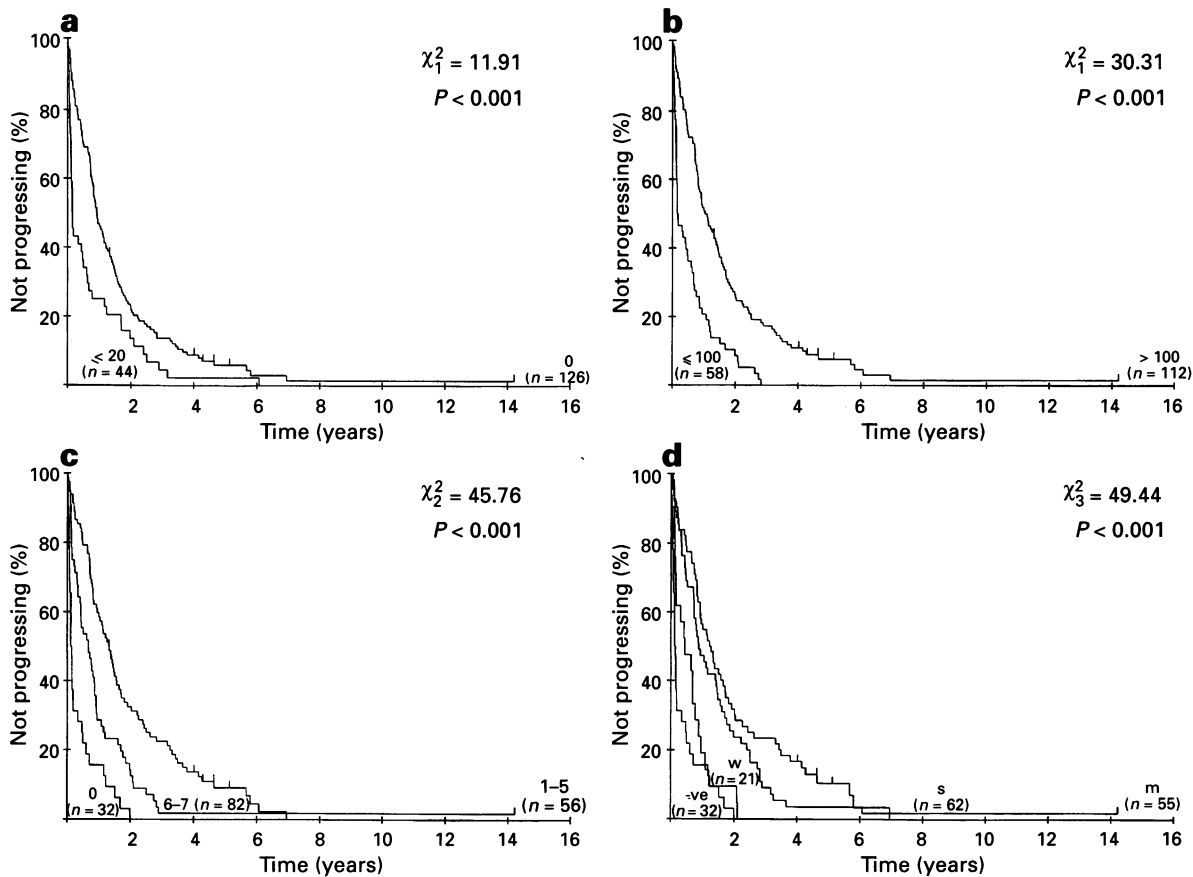 a
100
80
60
40
20
Not progressing (%)
χ²₁ = 11.91
P < 0.001
⩽ 20
(n = 44)
0
(n = 126)
2 4 6 8 10 12 14 16
Time (years)
b
100
80
60
40
20
Not progressing (%)
χ²₁ = 30.31
P < 0.001
⩽ 100
(n = 58)
> 100
(n = 112)
2 4 6 8 10 12 14 16
Time (years)
c
100
80
60
40
20
Not progressing (%)
χ²₂ = 45.76
P < 0.001
0
(n = 32)
6–7 (n = 82)
1–5
(n = 56)
2 4 6 8 10 12 14 16
Time (years)
d
100
80
60
40
20
Not progressing (%)
χ²₃ = 49.44
P < 0.001
-ve
(n = 32)
w
(n = 21)
s
(n = 62)
m
(n = 55)
2 4 6 8 10 12 14 16
Time (years)